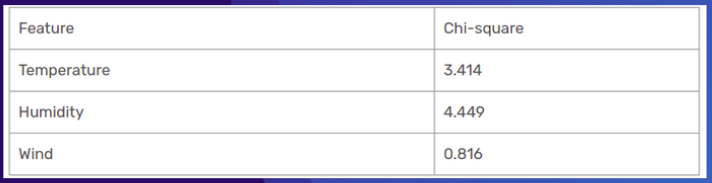 Feature Chi-square
Temperature 3.414
Humidity 4.449
Wind 0.816